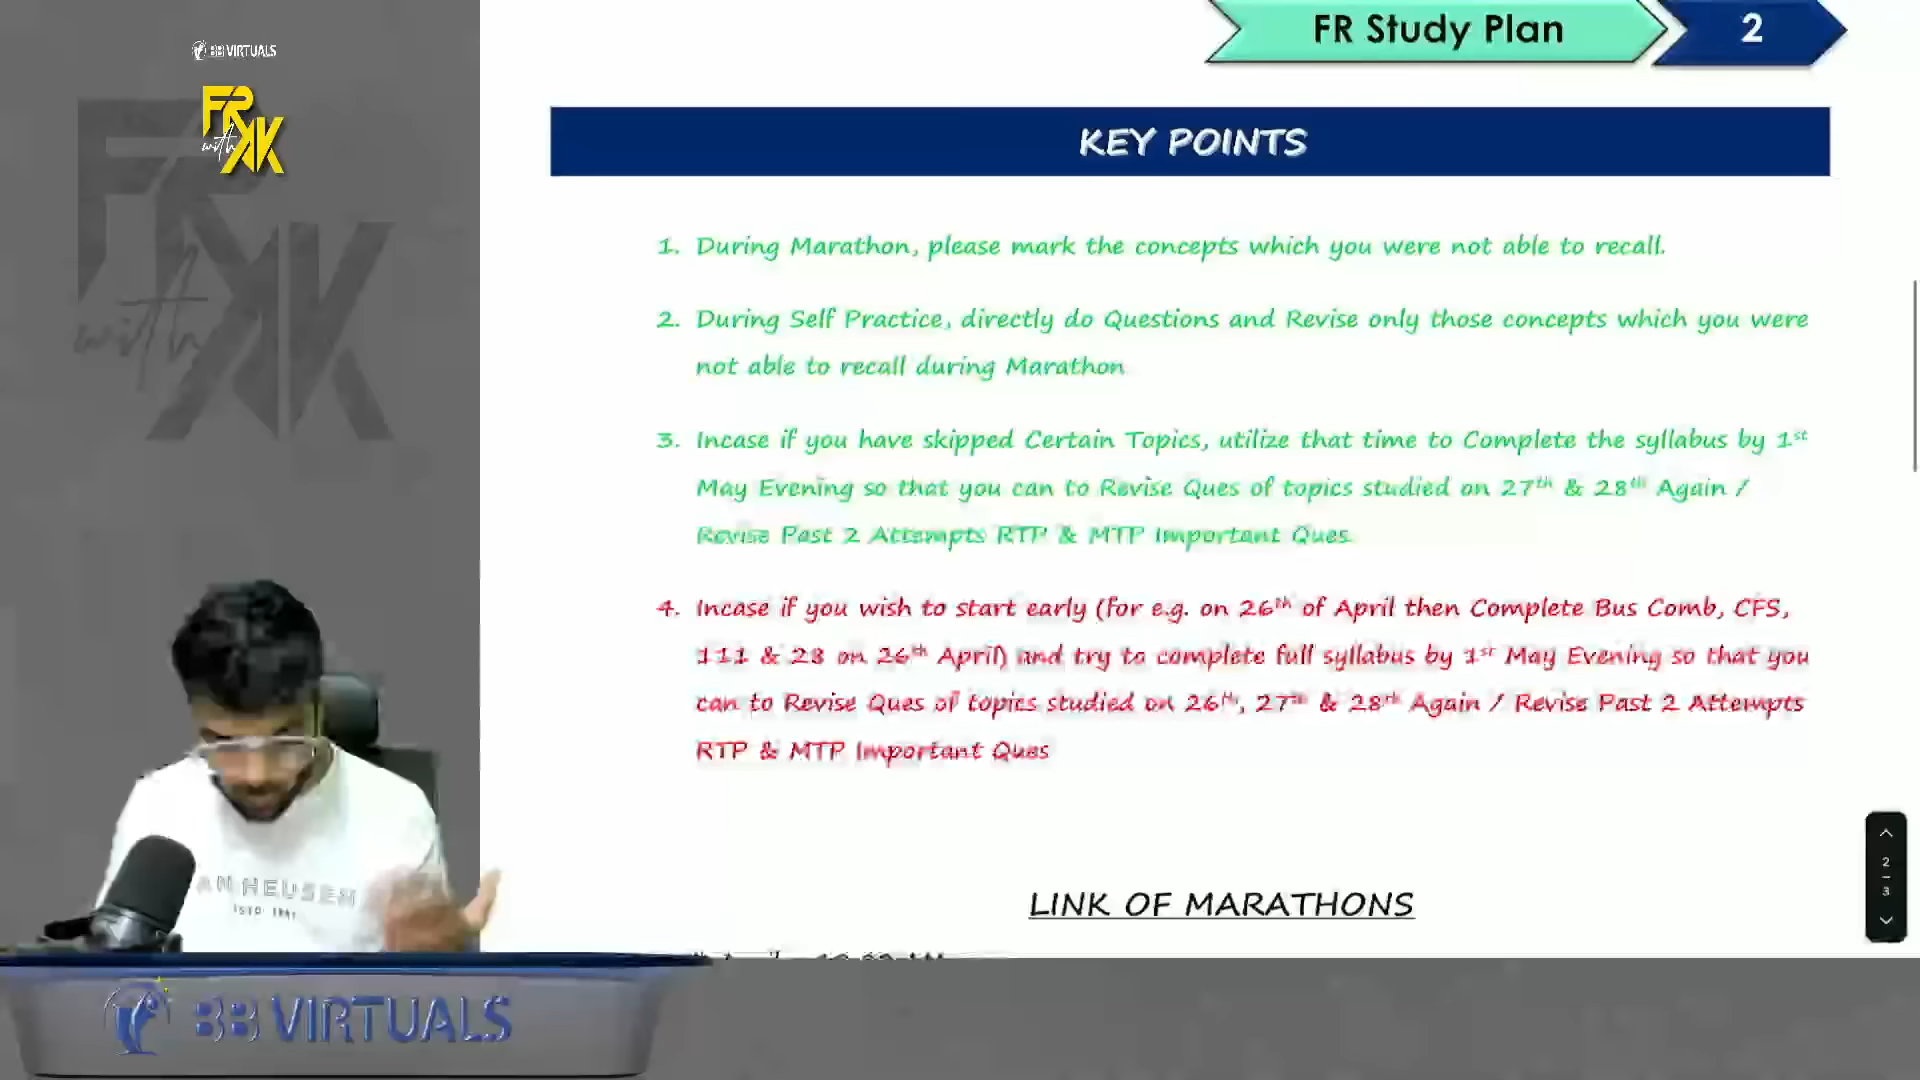 BB VIRTUALS
FR
with
KK
FR
with
KK
FR Study Plan
2
KEY POINTS
1. During Marathon, please mark the concepts which you were not able to recall.
2. During Self Practice, directly do Questions and Revise only those concepts which you were
not able to recall during Marathon
3. Incase if you have skipped Certain Topics, utilize that time to Complete the syllabus by 1st
May Evening so that you can to Revise Ques of topics studied on 27th & 28th Again /
Revise Past 2 Attempts RTP & MTP Important Ques
4. Incase if you wish to start early (for e.g. on 26th of April then Complete Bus Comb, CFS,
111 & 28 on 26th April) and try to complete full syllabus by 1st May Evening so that you
can to Revise Ques of topics studied on 26th, 27th & 28th Again / Revise Past 2 Attempts
RTP & MTP Important Ques
2
3
AN HEUSEN
LINK OF MARATHONS
BB VIRTUALS